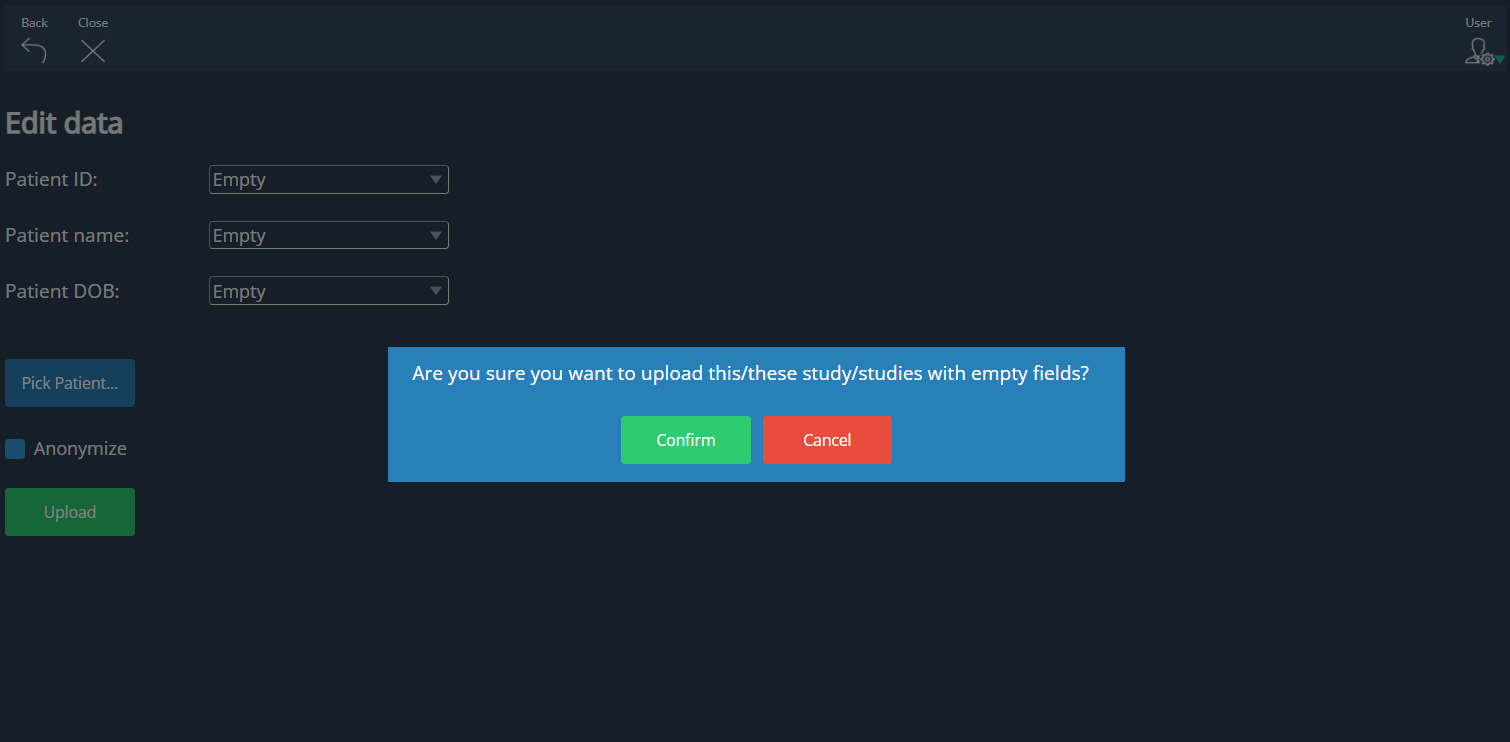 Back Close User
Edit data
Patient ID: Empty
Patient name: Empty
Patient DOB: Empty
Are you sure you want to upload this/these study/studies with empty fields?
Pick Patient...
Confirm Cancel
Anonymize
Upload